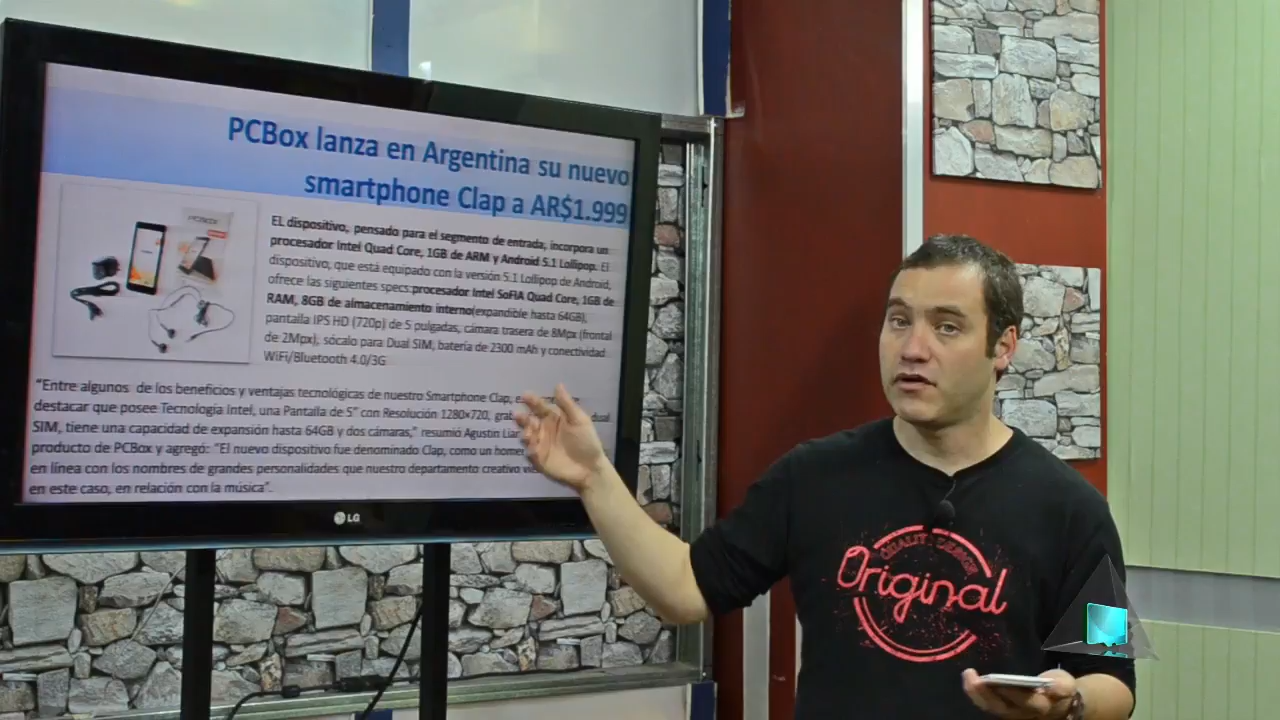 PCBox lanza en Argentina su nuevo
smartphone Clap a AR$1.999
EL dispositivo, pensado para el segmento de entrada, incorpora un
procesador Intel Quad Core, 1GB de ARM y Android 5.1 Lollipop. El
dispositivo, que está equipado con la versión 5.1 Lollipop de Android,
ofrece las siguientes specs:procesador Intel SoFIA Quad Core, 1GB de
RAM, 8GB de almacenamiento interno(expandible hasta 64GB),
pantalla IPS HD (720p) de 5 pulgadas, cámara trasera de 8Mpx (frontal
de 2Mpx), sócalo para Dual SIM, batería de 2300 mAh y conectividad
WiFi/Bluetooth 4.0/3G
“Entre algunos de los beneficios y ventajas tecnológicas de nuestro Smartphone Clap,
destacar que posee Tecnología Intel, una Pantalla de 5” con Resolución 1280×720, dual
SIM, tiene una capacidad de expansión hasta 64GB y dos cámaras,” resumió Agustin
producto de PCBox y agregó: “El nuevo dispositivo fue denominado Clap, como un
en línea con los nombres de grandes personalidades que nuestro departamento creativo
en este caso, en relación con la música”.
LG
PCBOX
QUALITY DESIGN
Original